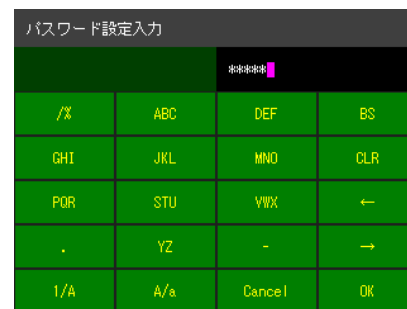 パスワード設定入力
*****
/% ABC DEF BS
GHI JKL MNO CLR
PQR STU VWX ←
. YZ - →
1/A A/a Cancel OK